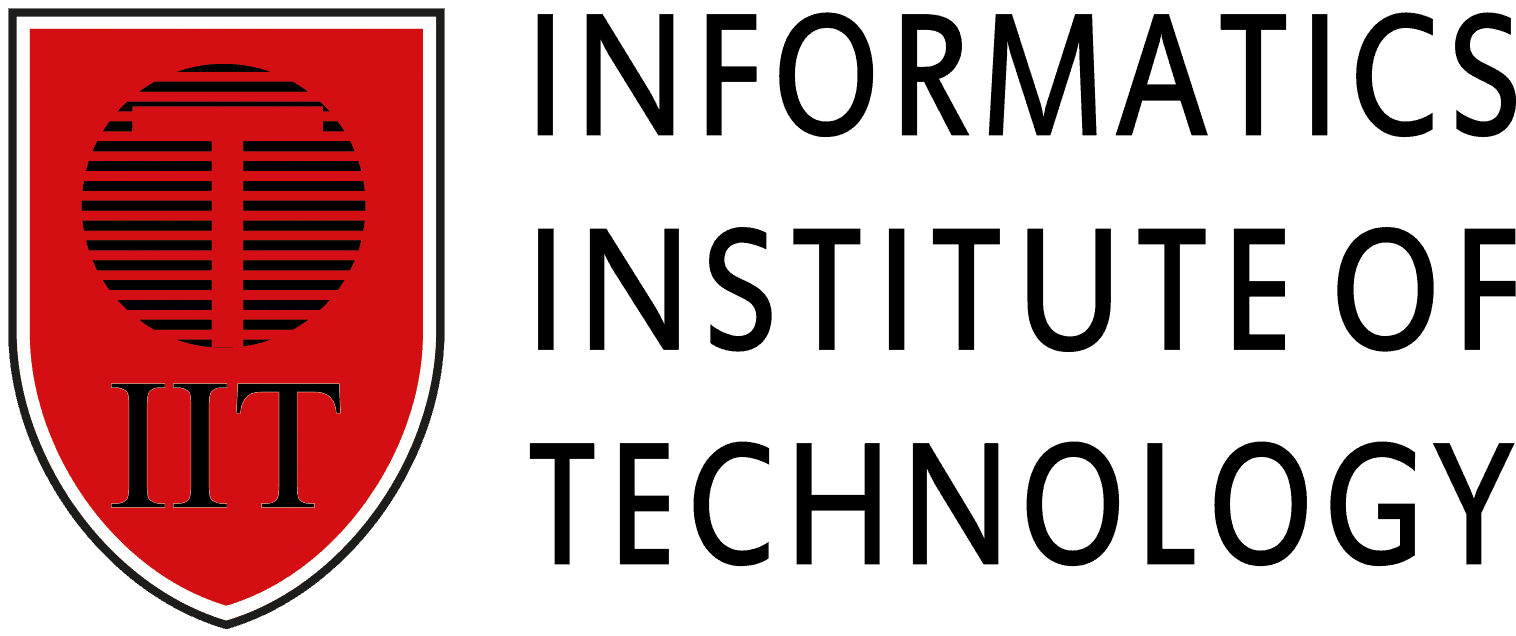 IIT
INFORMATICS
INSTITUTE OF
TECHNOLOGY